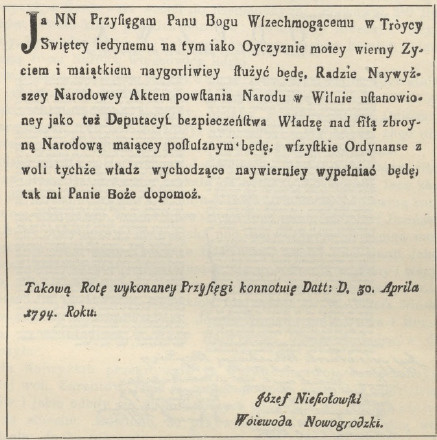 Ja NN Przyſięgam Panu Bogu Wſzechmogącemu w Tròycy
Swiętey iedynemu na tym iako Oyczyznie moiey wierny Zy-
ciem i maiątkiem naygorliwiey ſłużyć będę, Radzie Naywyż-
szey Narodowey Aktem powſtania Narodu w Wilnie uſtanowio-
ney jako też Deputacyi bezpieczeńſtwa Władzę nad ſiłą zbroy-
ną Narodową maiącey poſłuſznym będę, wſzyſtkie Ordynanse z
woli tychże władz wychodzące naywierniey wypełniać będę,
tak mi Panie Boże dopomoż.
Takową Rotę wykonaney Przyſięgi konnotuię Datt: D. 30. Aprila
1794. Roku.
Józef Nieſiołowſki
Woiewoda Nowogrodzki.